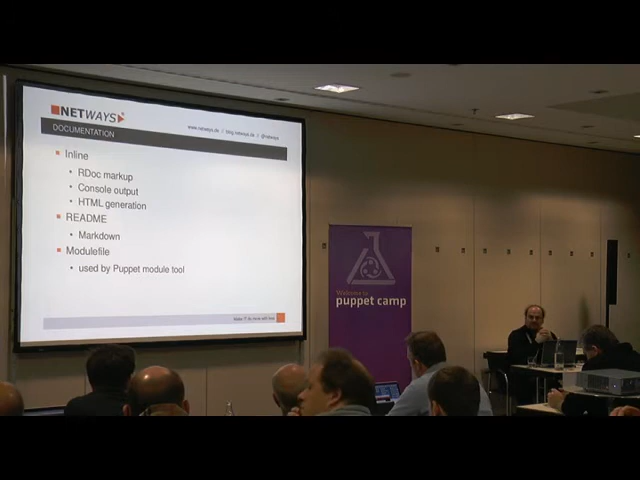 NETWAYS
DOCUMENTATION
www.netways.de // blog.netways.de // @netways
Inline
RDoc markup
Console output
HTML generation
README
Markdown
Modulefile
used by Puppet module tool
Welcome to
puppet camp